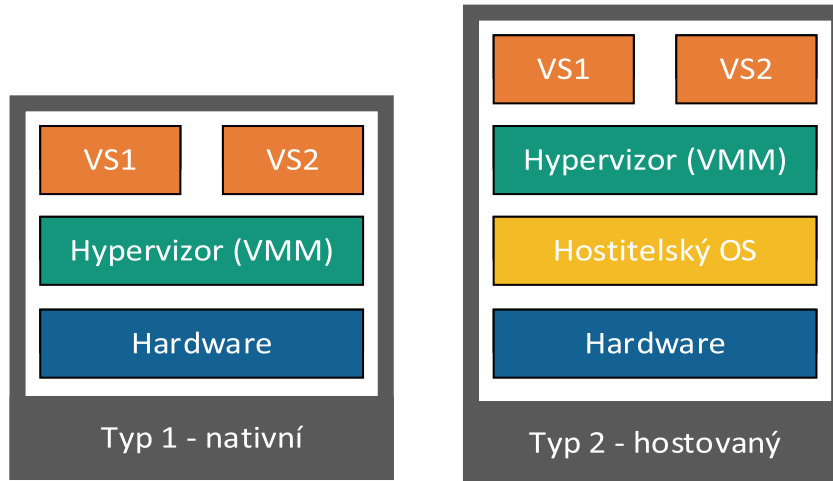 VS1
VS2
Hypervizor (VMM)
Hardware
Typ 1 - nativní
VS1
VS2
Hypervizor (VMM)
Hostitelský OS
Hardware
Typ 2 - hostovaný